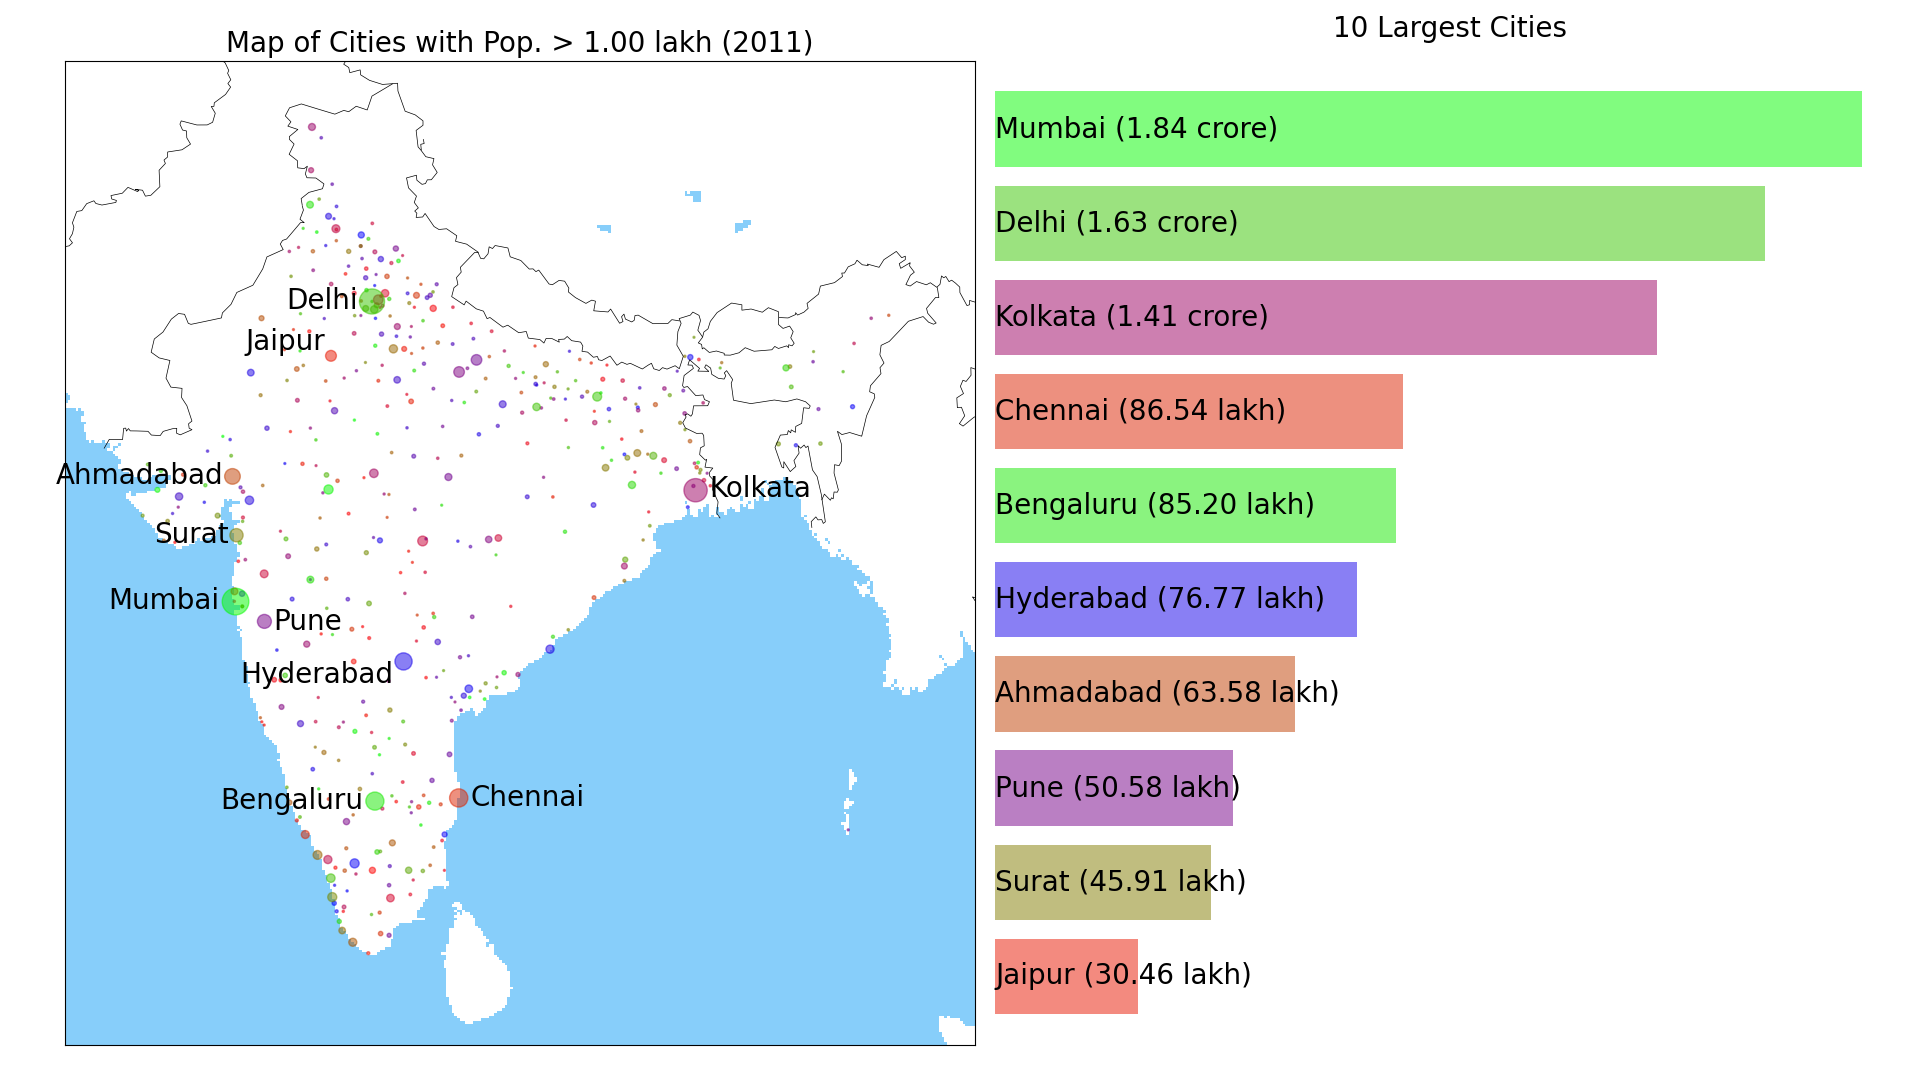 Map of Cities with Pop. > 1.00 lakh (2011)
Delhi
Jaipur
Ahmadabad
Kolkata
Surat
Mumbai
Pune
Hyderabad
Bengaluru
Chennai
10 Largest Cities
Mumbai (1.84 crore)
Delhi (1.63 crore)
Kolkata (1.41 crore)
Chennai (86.54 lakh)
Bengaluru (85.20 lakh)
Hyderabad (76.77 lakh)
Ahmadabad (63.58 lakh)
Pune (50.58 lakh)
Surat (45.91 lakh)
Jaipur (30.46 lakh)